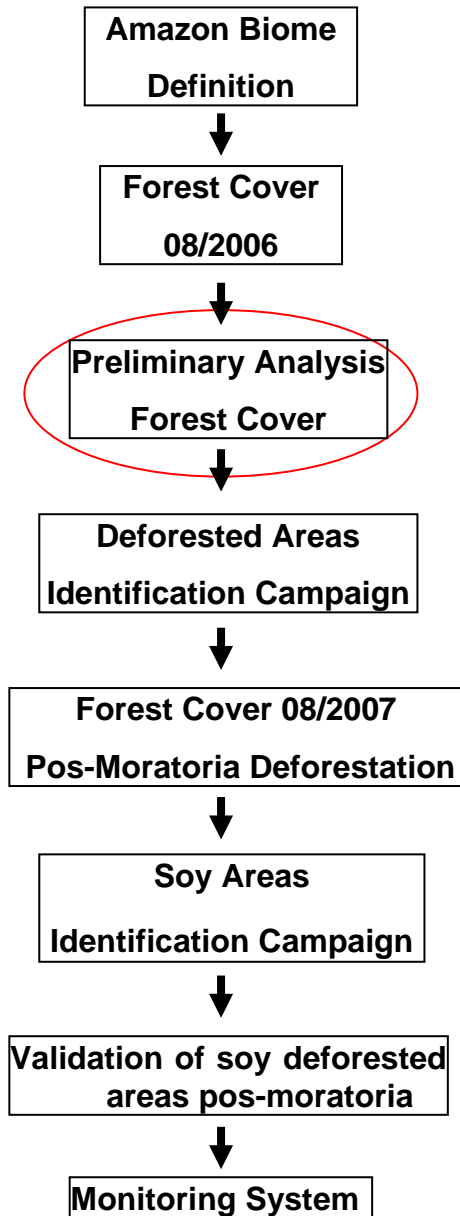 Amazon Biome
Definition
Forest Cover
08/2006
Preliminary Analysis
Forest Cover
Deforested Areas
Identification Campaign
Forest Cover 08/2007
Pos-Moratoria Deforestation
Soy Areas
Identification Campaign
Validation of soy deforested
areas pos-moratoria
Monitoring System